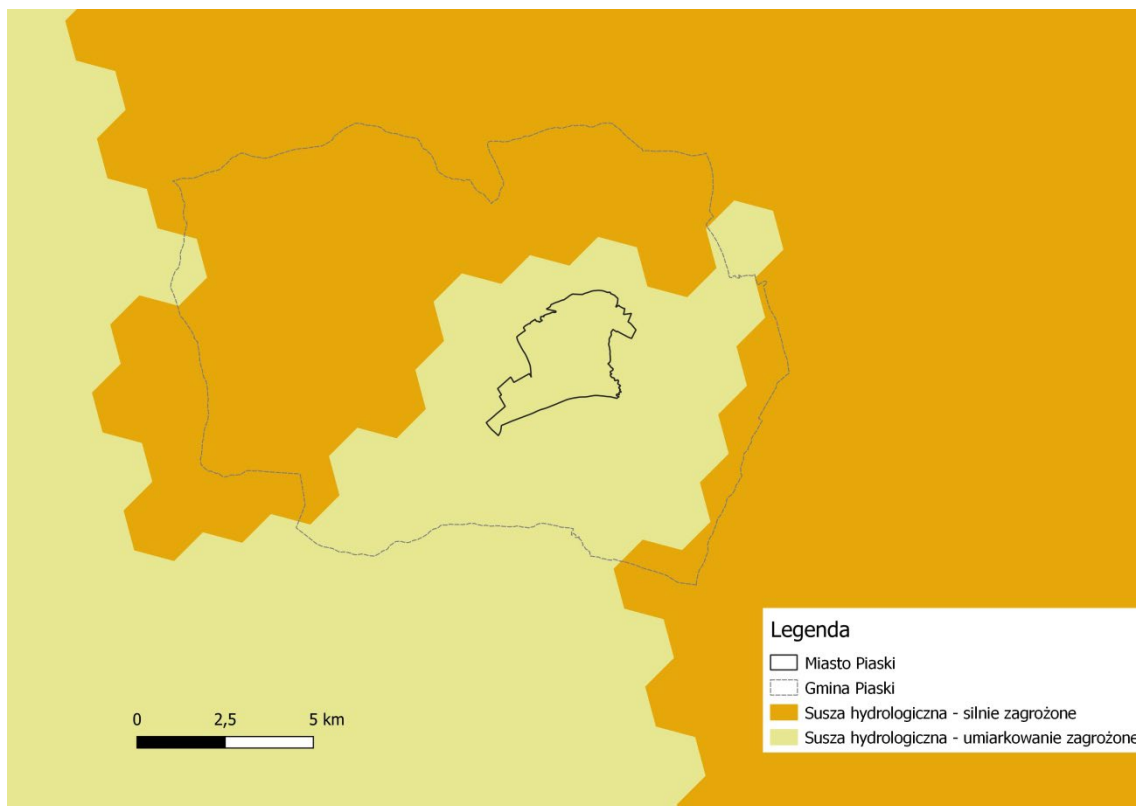 Legenda
Miasto Piaski
Gmina Piaski
Susza hydrologiczna - silnie zagrożone
Susza hydrologiczna - umiarkowanie zagrożone
0 2,5 5 km